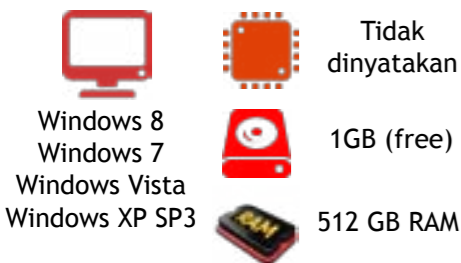 Windows 8
Windows 7
Windows Vista
Windows XP SP3
Tidak
dinyatakan
1GB (free)
RAM
512 GB RAM